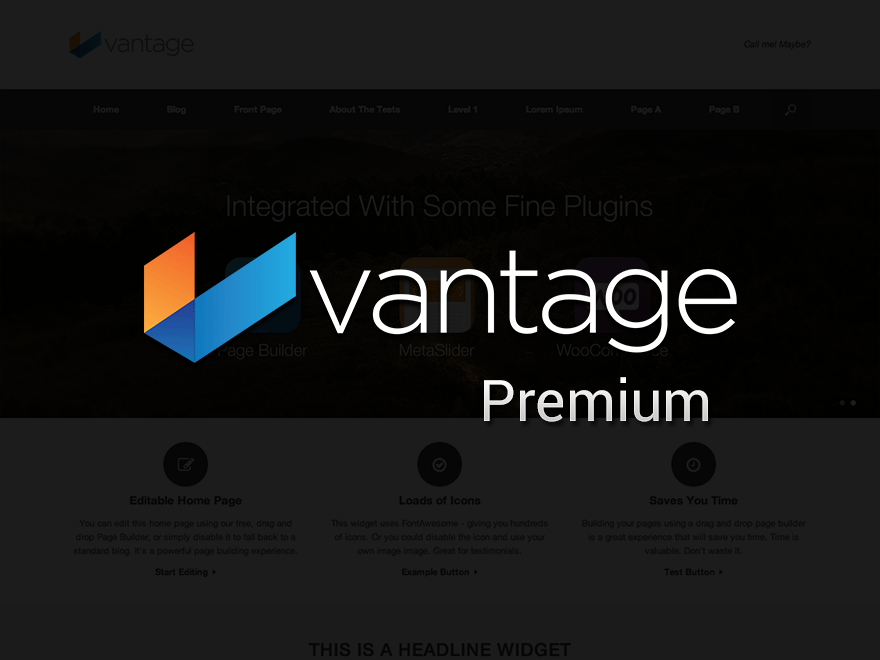 vantage
Call me! Maybe?
Home Blog Front Page About The Tests Level 1 Lorem Ipsum Page A Page B
Integrated With Some Fine Plugins
vantage
Page Builder MetaSlider WooCommerce
Premium
Editable Home Page
You can edit this home page using our free, drag and
drop Page Builder, or simply disable it to fall back to a
standard blog. It's a powerful page building experience.
Start Editing
Loads of Icons
This widget uses FontAwesome - giving you hundreds
of icons. Or you could disable the icon and use your
own image image. Great for testimonials.
Example Button
Saves You Time
Building your pages using a drag and drop page builder
is a great experience that will save you time. Time is
valuable. Don't waste it.
Test Button
THIS IS A HEADLINE WIDGET